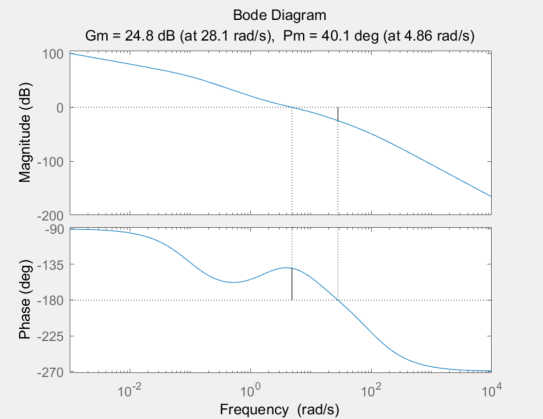 Bode Diagram
Gm = 24.8 dB (at 28.1 rad/s), Pm = 40.1 deg (at 4.86 rad/s)
Magnitude (dB)
100
0
-100
-200
Phase (deg)
-90
-135
-180
-225
-270
10^-2
10^0
10^2
10^4
Frequency (rad/s)